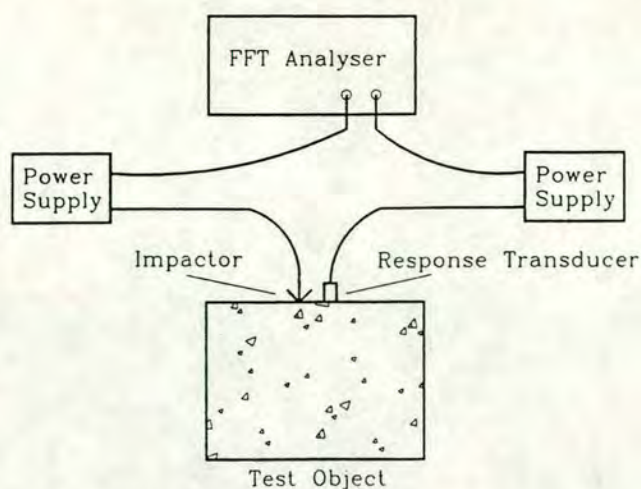 FFT Analyser
Power
Supply
Power
Supply
Impactor
Response Transducer
Test Object